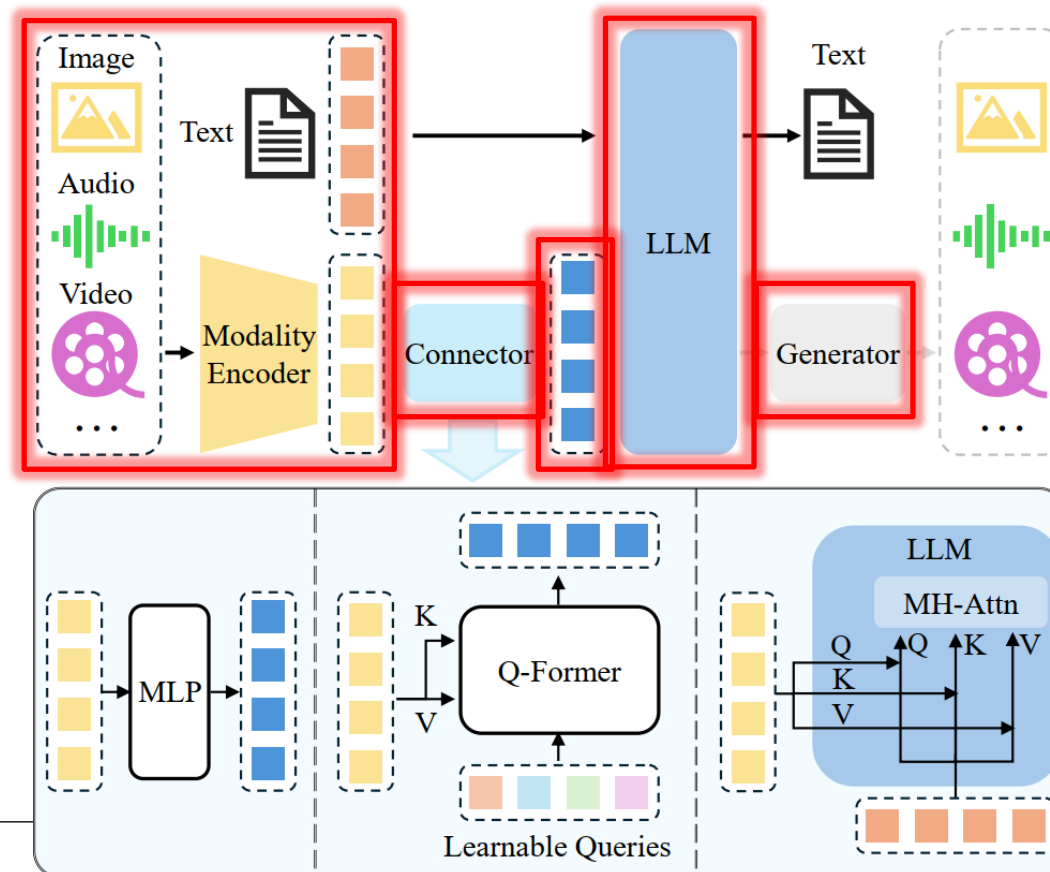 Image
Text
Audio
Video
Modality
Encoder
...
Connector
LLM
Text
Generator
...
MLP
K
V
Q-Former
Learnable Queries
LLM
MH-Attn
Q
K
V
Q
K
V